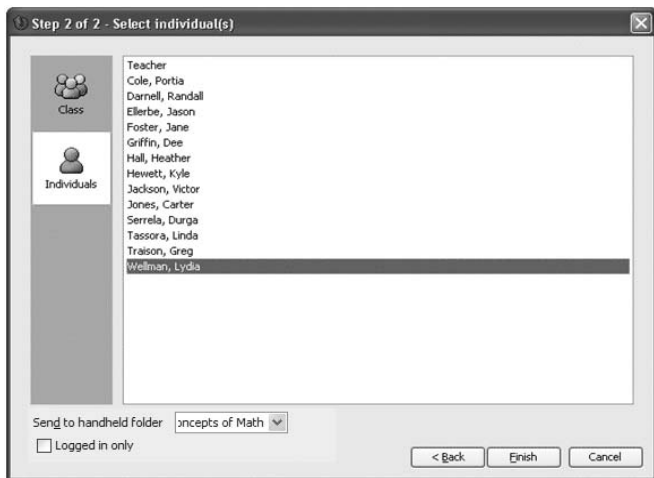 Step 2 of 2 - Select individual(s)
Class
Individuals
Teacher
Cole, Portia
Darnell, Randall
Ellerbe, Jason
Foster, Jane
Griffin, Dee
Hall, Heather
Hewett, Kyle
Jackson, Victor
Jones, Carter
Serrela, Durga
Tassora, Linda
Traison, Greg
Wellman, Lydia
Send to handheld folder oncepts of Math
Logged in only
< Back Finish Cancel